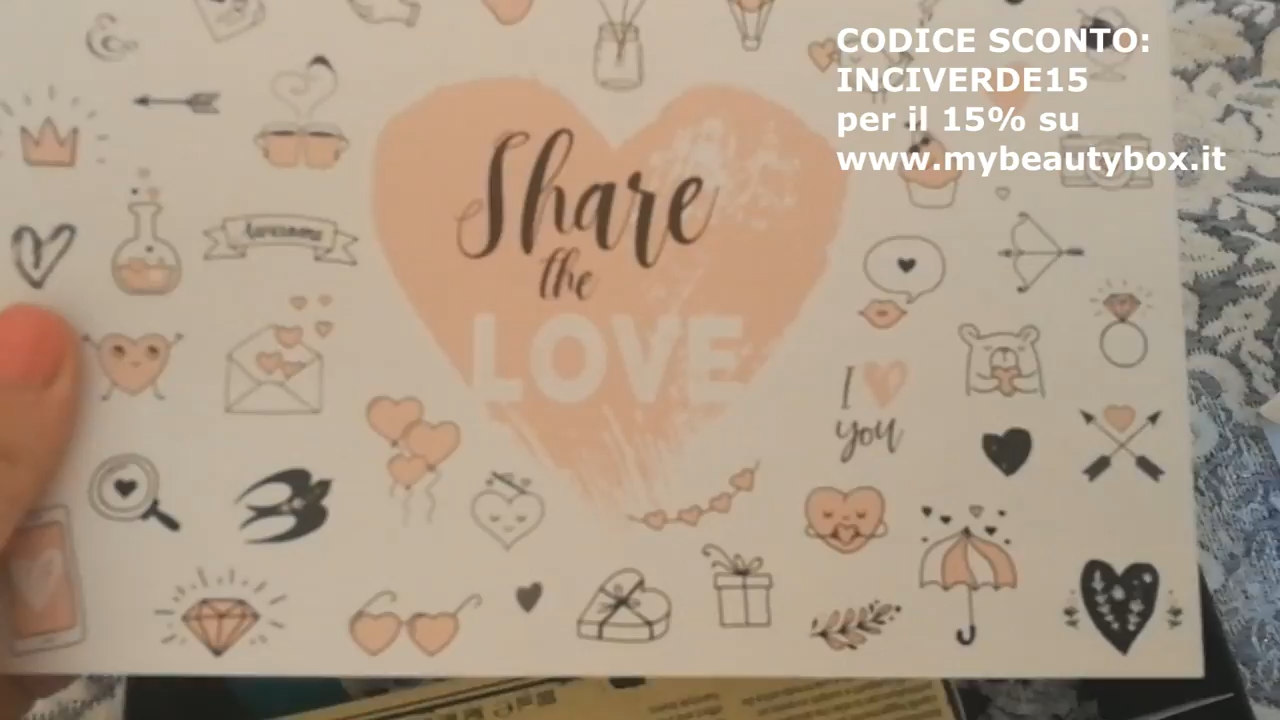 CODICE SCONTO:
INCIVERDE15
per il 15% su
www.mybeautybox.it
Share
the
LOVE
Awesome
I
you